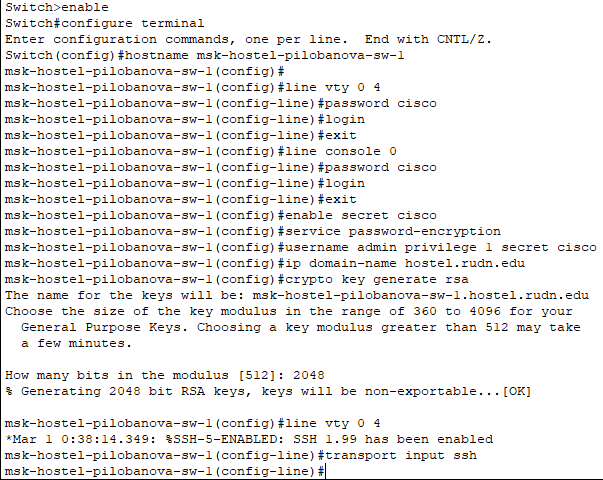 Switch>enable
Switch#configure terminal
Enter configuration commands, one per line.  End with CNTL/Z.
Switch(config)#hostname msk-hostel-pilobanova-sw-1
msk-hostel-pilobanova-sw-1(config)#
msk-hostel-pilobanova-sw-1(config)#line vty 0 4
msk-hostel-pilobanova-sw-1(config-line)#password cisco
msk-hostel-pilobanova-sw-1(config-line)#login
msk-hostel-pilobanova-sw-1(config-line)#exit
msk-hostel-pilobanova-sw-1(config)#line console 0
msk-hostel-pilobanova-sw-1(config-line)#password cisco
msk-hostel-pilobanova-sw-1(config-line)#login
msk-hostel-pilobanova-sw-1(config-line)#exit
msk-hostel-pilobanova-sw-1(config)#enable secret cisco
msk-hostel-pilobanova-sw-1(config)#service password-encryption
msk-hostel-pilobanova-sw-1(config)#username admin privilege 1 secret cisco
msk-hostel-pilobanova-sw-1(config)#ip domain-name hostel.rudn.edu
msk-hostel-pilobanova-sw-1(config)#crypto key generate rsa
The name for the keys will be: msk-hostel-pilobanova-sw-1.hostel.rudn.edu
Choose the size of the key modulus in the range of 360 to 4096 for your
  General Purpose Keys. Choosing a key modulus greater than 512 may take
  a few minutes.

How many bits in the modulus [512]: 2048
% Generating 2048 bit RSA keys, keys will be non-exportable...[OK]

msk-hostel-pilobanova-sw-1(config)#line vty 0 4
*Mar 1 0:38:14.349: %SSH-5-ENABLED: SSH 1.99 has been enabled
msk-hostel-pilobanova-sw-1(config-line)#transport input ssh
msk-hostel-pilobanova-sw-1(config-line)#